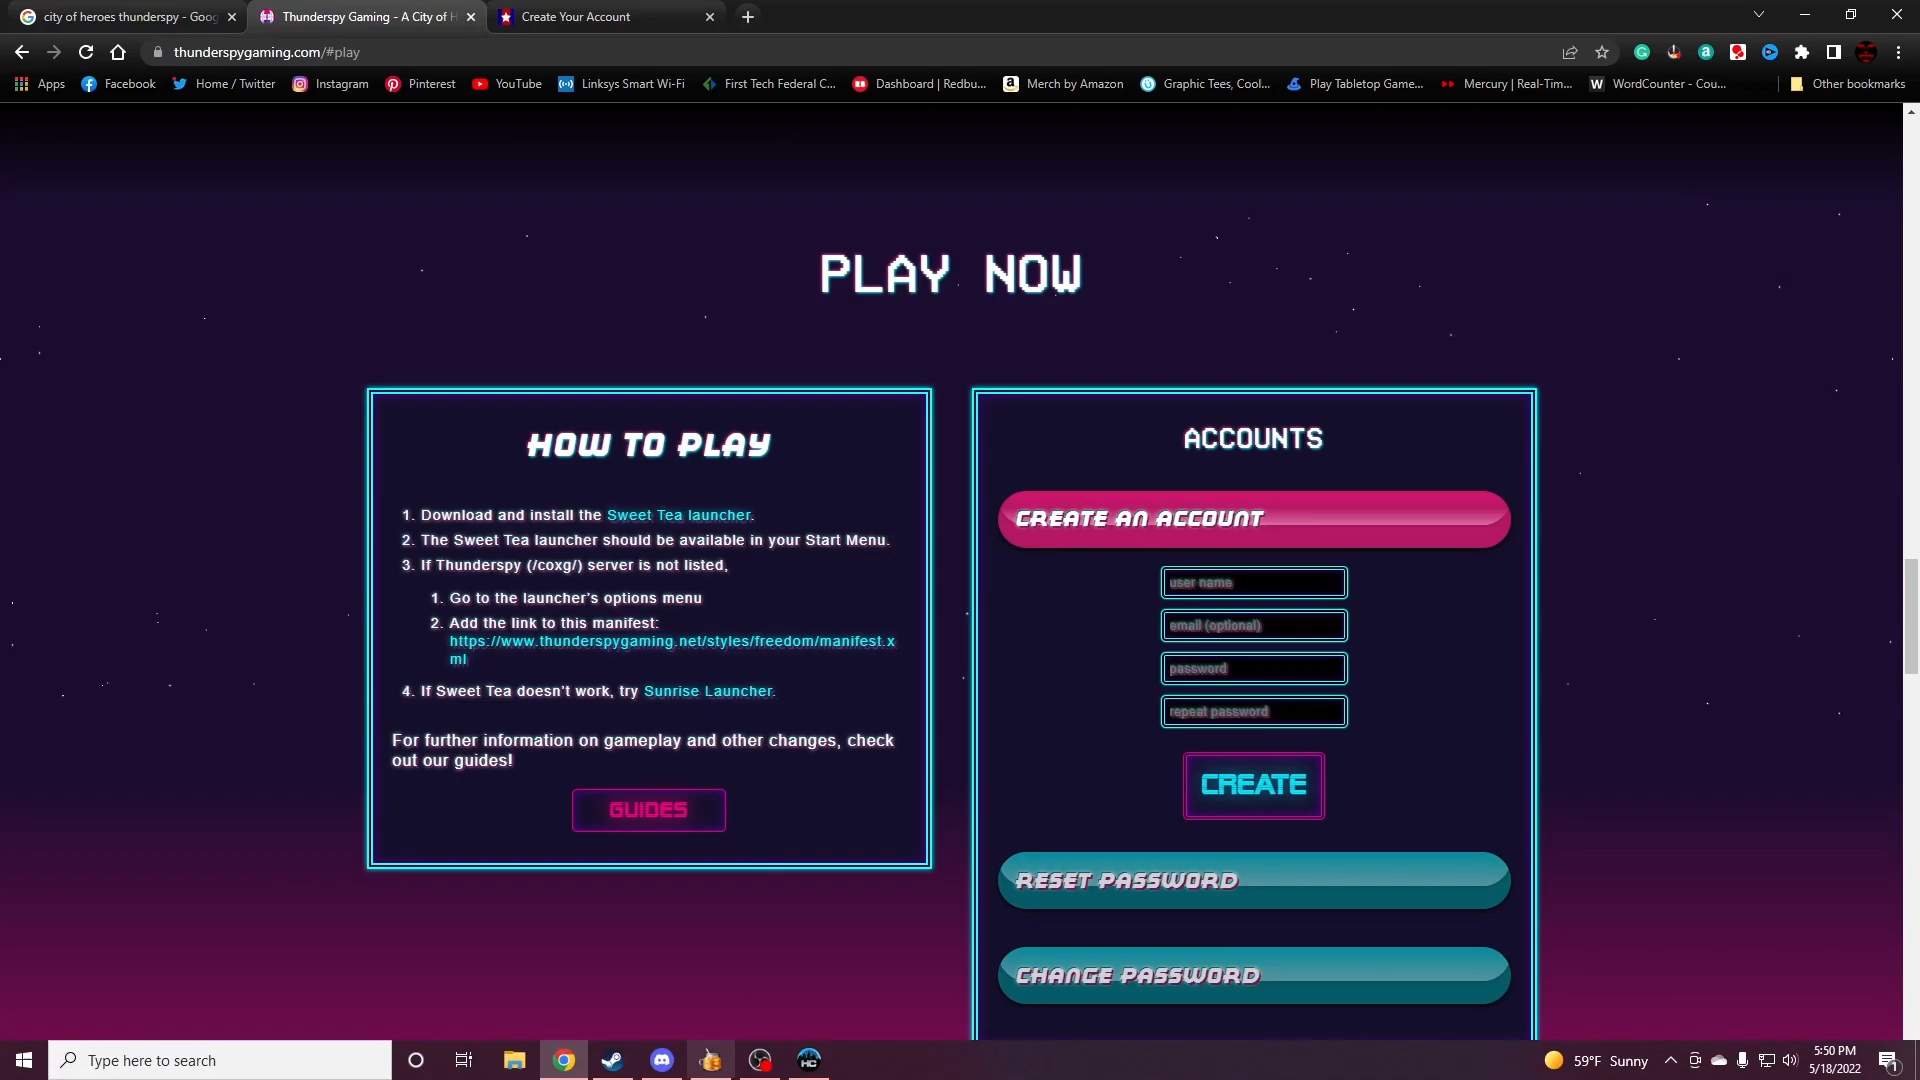 city of heroes thunderspy - Goog
Thunderspy Gaming - A City of H
Create Your Account
thunderspygaming.com/#play
Apps
Facebook
Home / Twitter
Instagram
Pinterest
YouTube
Linksys Smart Wi-Fi
First Tech Federal C...
Dashboard | Redbu...
Merch by Amazon
Graphic Tees, Cool...
Play Tabletop Game...
Mercury | Real-Tim...
WordCounter - Cou...
Other bookmarks
PLAY NOW
HOW TO PLAY
1. Download and install the Sweet Tea launcher.
2. The Sweet Tea launcher should be available in your Start Menu.
3. If Thunderspy (/coxg/) server is not listed,
1. Go to the launcher's options menu
2. Add the link to this manifest:
https://www.thunderspygaming.net/styles/freedom/manifest.x
ml
4. If Sweet Tea doesn't work, try Sunrise Launcher.
For further information on gameplay and other changes, check
out our guides!
GUIDES
ACCOUNTS
CREATE AN ACCOUNT
user name
email (optional)
password
repeat password
CREATE
RESET PASSWORD
CHANGE PASSWORD
Type here to search
HC
59°F Sunny
5:50 PM
5/18/2022
1